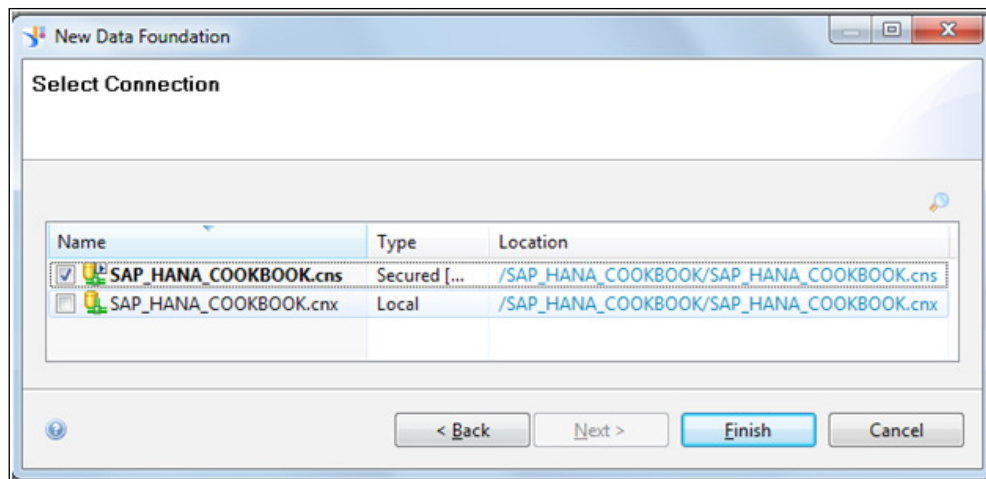 New Data Foundation
Select Connection
Name Type Location
SAP_HANA_COOKBOOK.cns Secured [... /SAP_HANA_COOKBOOK/SAP_HANA_COOKBOOK.cns
SAP_HANA_COOKBOOK.cnx Local /SAP_HANA_COOKBOOK/SAP_HANA_COOKBOOK.cnx
< Back Next > Finish Cancel